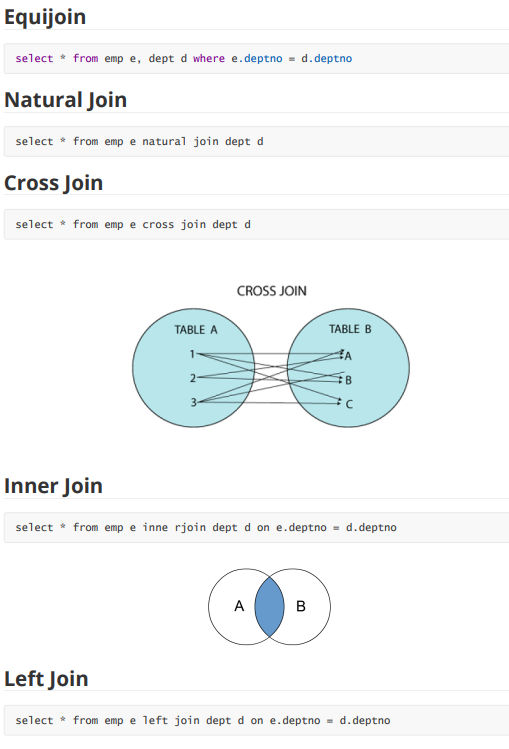 Equijoin
select * from emp e, dept d where e.deptno = d.deptno
Natural Join
select * from emp e natural join dept d
Cross Join
select * from emp e cross join dept d
CROSS JOIN
TABLE A
TABLE B
1
A
2
B
3
C
Inner Join
select * from emp e inne rjoin dept d on e.deptno = d.deptno
A
B
Left Join
select * from emp e left join dept d on e.deptno = d.deptno